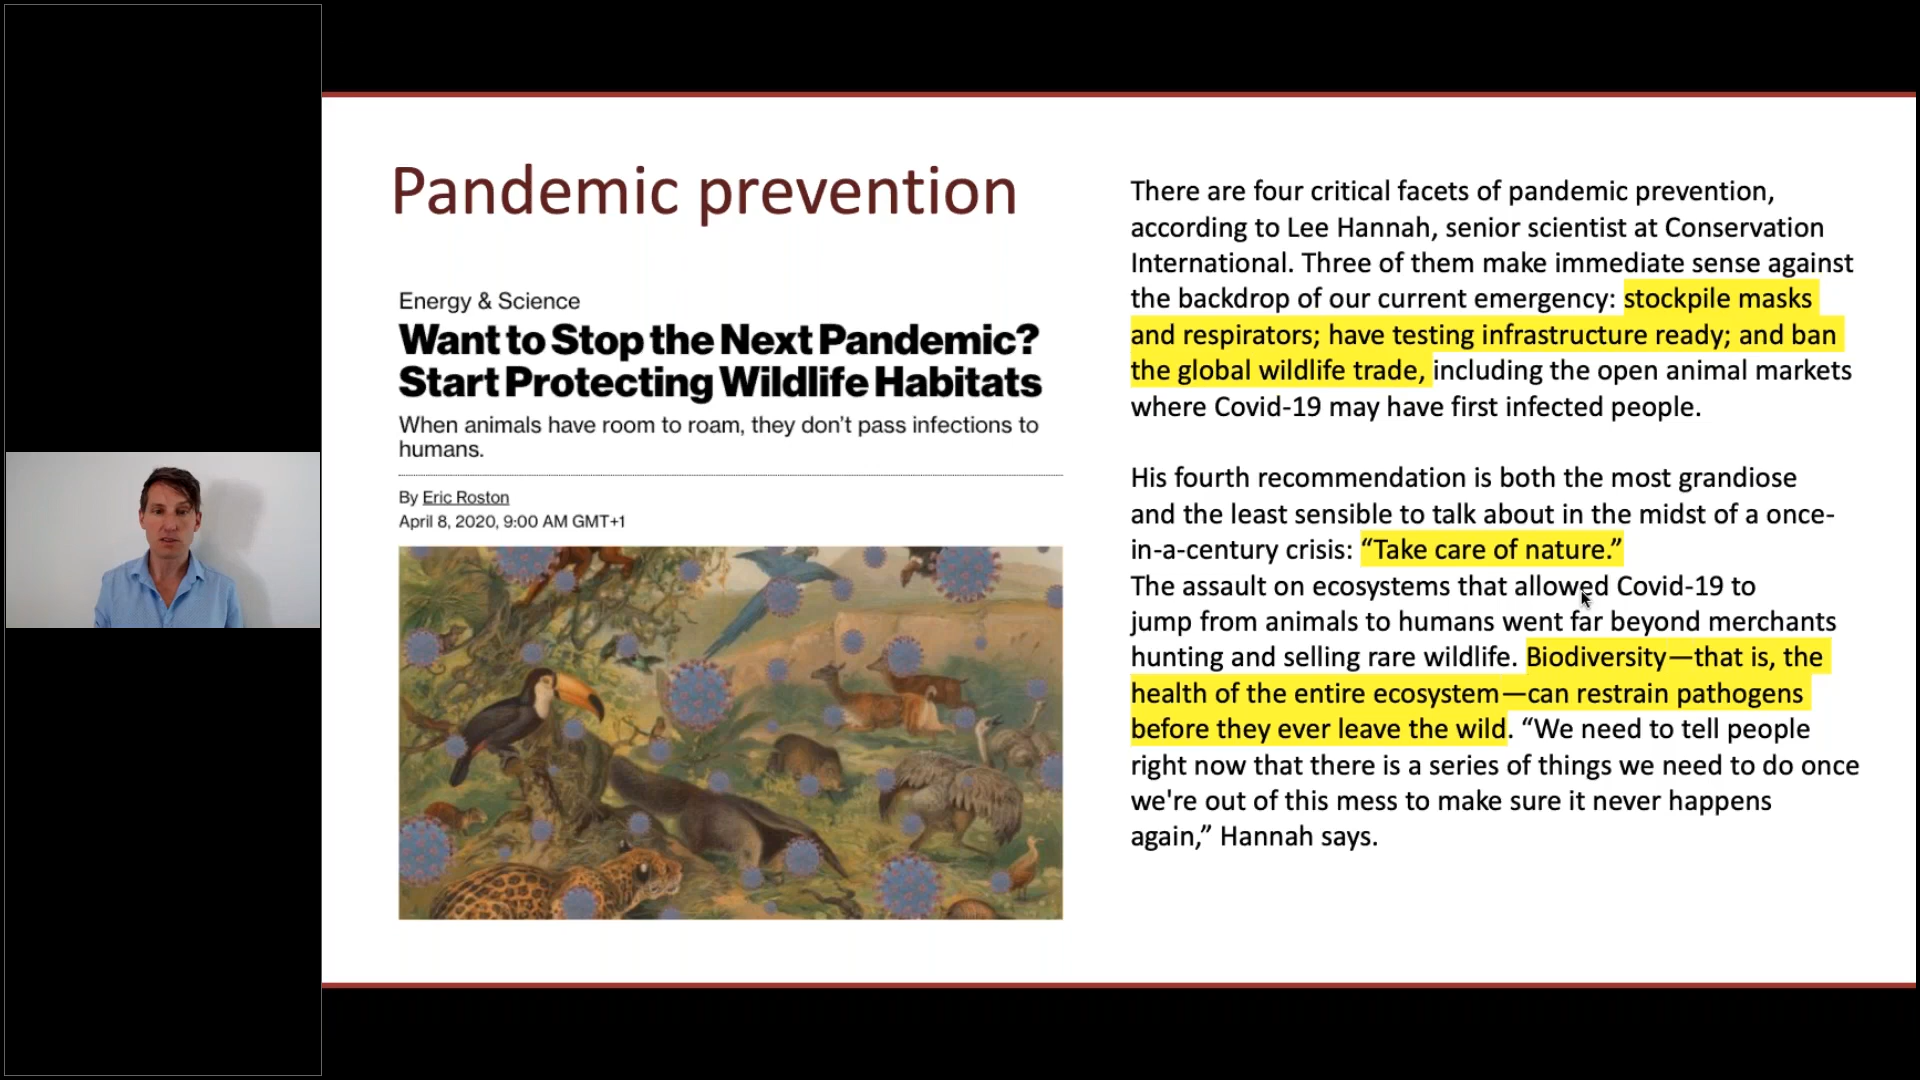 Pandemic prevention
Energy & Science
Want to Stop the Next Pandemic?
Start Protecting Wildlife Habitats
When animals have room to roam, they don't pass infections to
humans.
By Eric Roston
April 8, 2020, 9:00 AM GMT+1
There are four critical facets of pandemic prevention,
according to Lee Hannah, senior scientist at Conservation
International. Three of them make immediate sense against
the backdrop of our current emergency: stockpile masks
and respirators; have testing infrastructure ready; and ban
the global wildlife trade, including the open animal markets
where Covid-19 may have first infected people.
His fourth recommendation is both the most grandiose
and the least sensible to talk about in the midst of a once-
in-a-century crisis: “Take care of nature.”
The assault on ecosystems that allowed Covid-19 to
jump from animals to humans went far beyond merchants
hunting and selling rare wildlife. Biodiversity—that is, the
health of the entire ecosystem—can restrain pathogens
before they ever leave the wild. “We need to tell people
right now that there is a series of things we need to do once
we're out of this mess to make sure it never happens
again,” Hannah says.